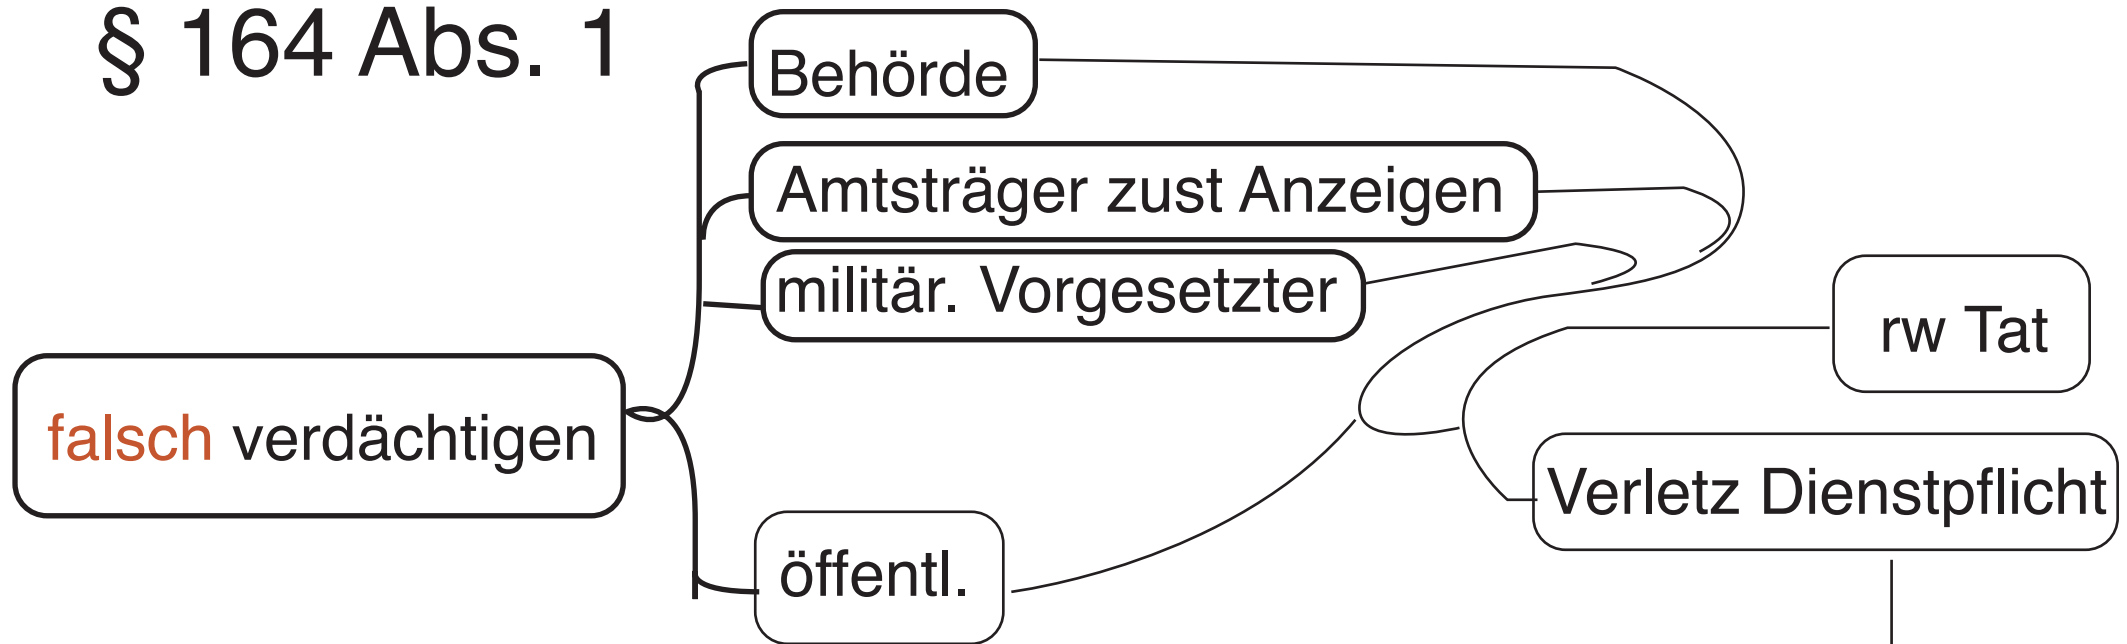 § 164 Abs. 1
Behörde
Amtsträger zust Anzeigen
militär. Vorgesetzter
rw Tat
falsch verdächtigen
Verletz Dienstpflicht
öffentl.